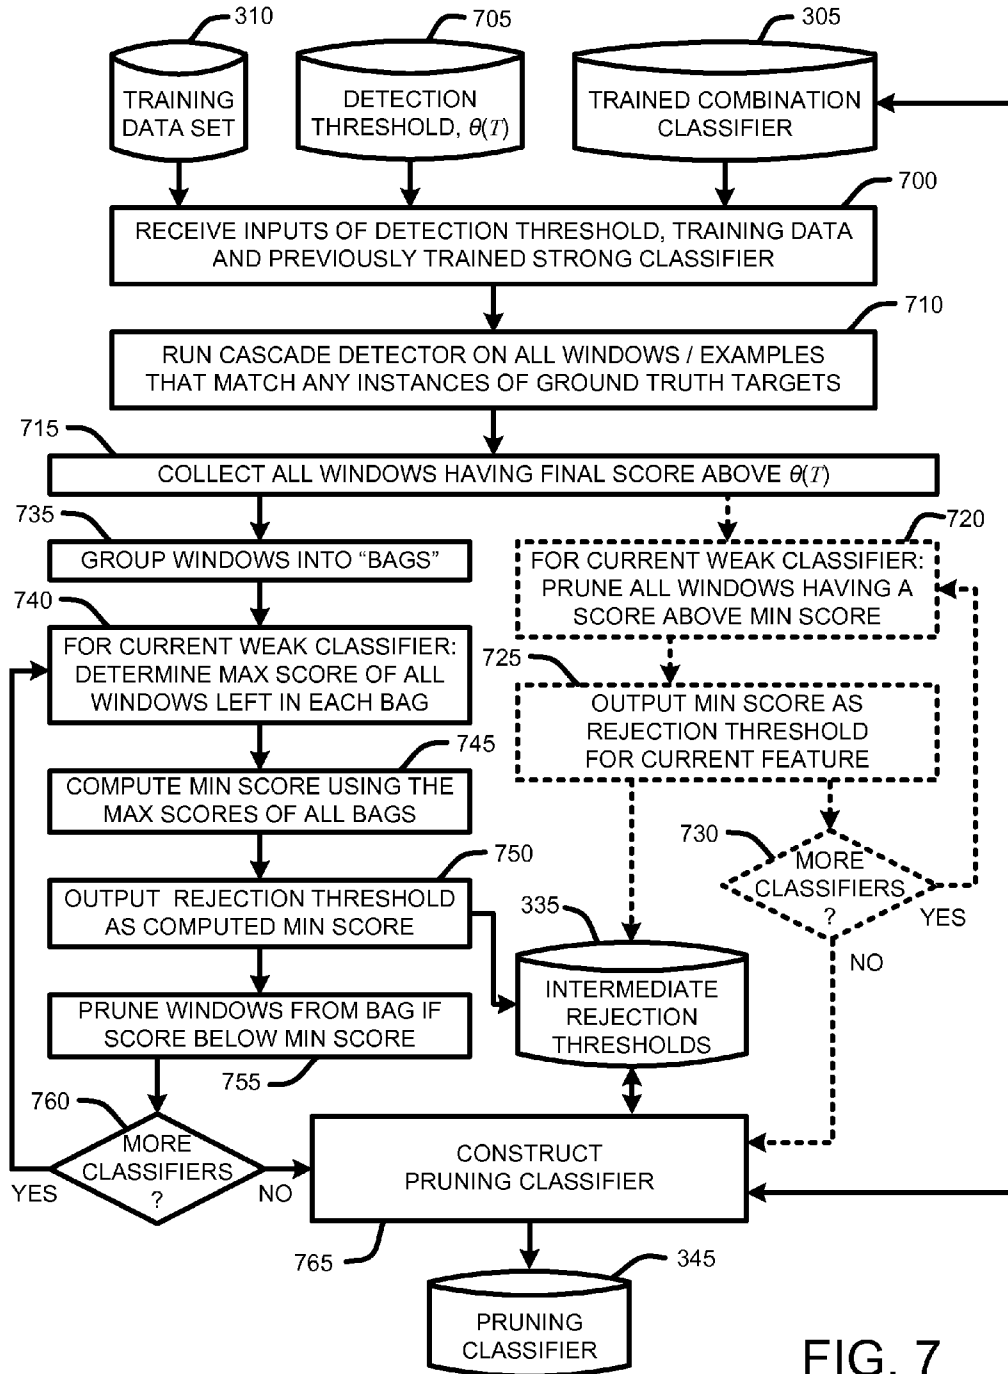 310
705
305
TRAINING
DATA SET
DETECTION
THRESHOLD, θ(T)
TRAINED COMBINATION
CLASSIFIER
700
RECEIVE INPUTS OF DETECTION THRESHOLD, TRAINING DATA
AND PREVIOUSLY TRAINED STRONG CLASSIFIER
710
RUN CASCADE DETECTOR ON ALL WINDOWS / EXAMPLES
THAT MATCH ANY INSTANCES OF GROUND TRUTH TARGETS
715
COLLECT ALL WINDOWS HAVING FINAL SCORE ABOVE θ(T)
735
GROUP WINDOWS INTO “BAGS”
740
FOR CURRENT WEAK CLASSIFIER:
DETERMINE MAX SCORE OF ALL
WINDOWS LEFT IN EACH BAG
745
COMPUTE MIN SCORE USING THE
MAX SCORES OF ALL BAGS
750
OUTPUT REJECTION THRESHOLD
AS COMPUTED MIN SCORE
PRUNE WINDOWS FROM BAG IF
SCORE BELOW MIN SCORE
755
760
MORE
CLASSIFIERS
?
YES
NO
720
FOR CURRENT WEAK CLASSIFIER:
PRUNE ALL WINDOWS HAVING A
SCORE ABOVE MIN SCORE
725
OUTPUT MIN SCORE AS
REJECTION THRESHOLD
FOR CURRENT FEATURE
730
MORE
CLASSIFIERS
?
YES
NO
335
INTERMEDIATE
REJECTION
THRESHOLDS
CONSTRUCT
PRUNING CLASSIFIER
765
345
PRUNING
CLASSIFIER
FIG. 7